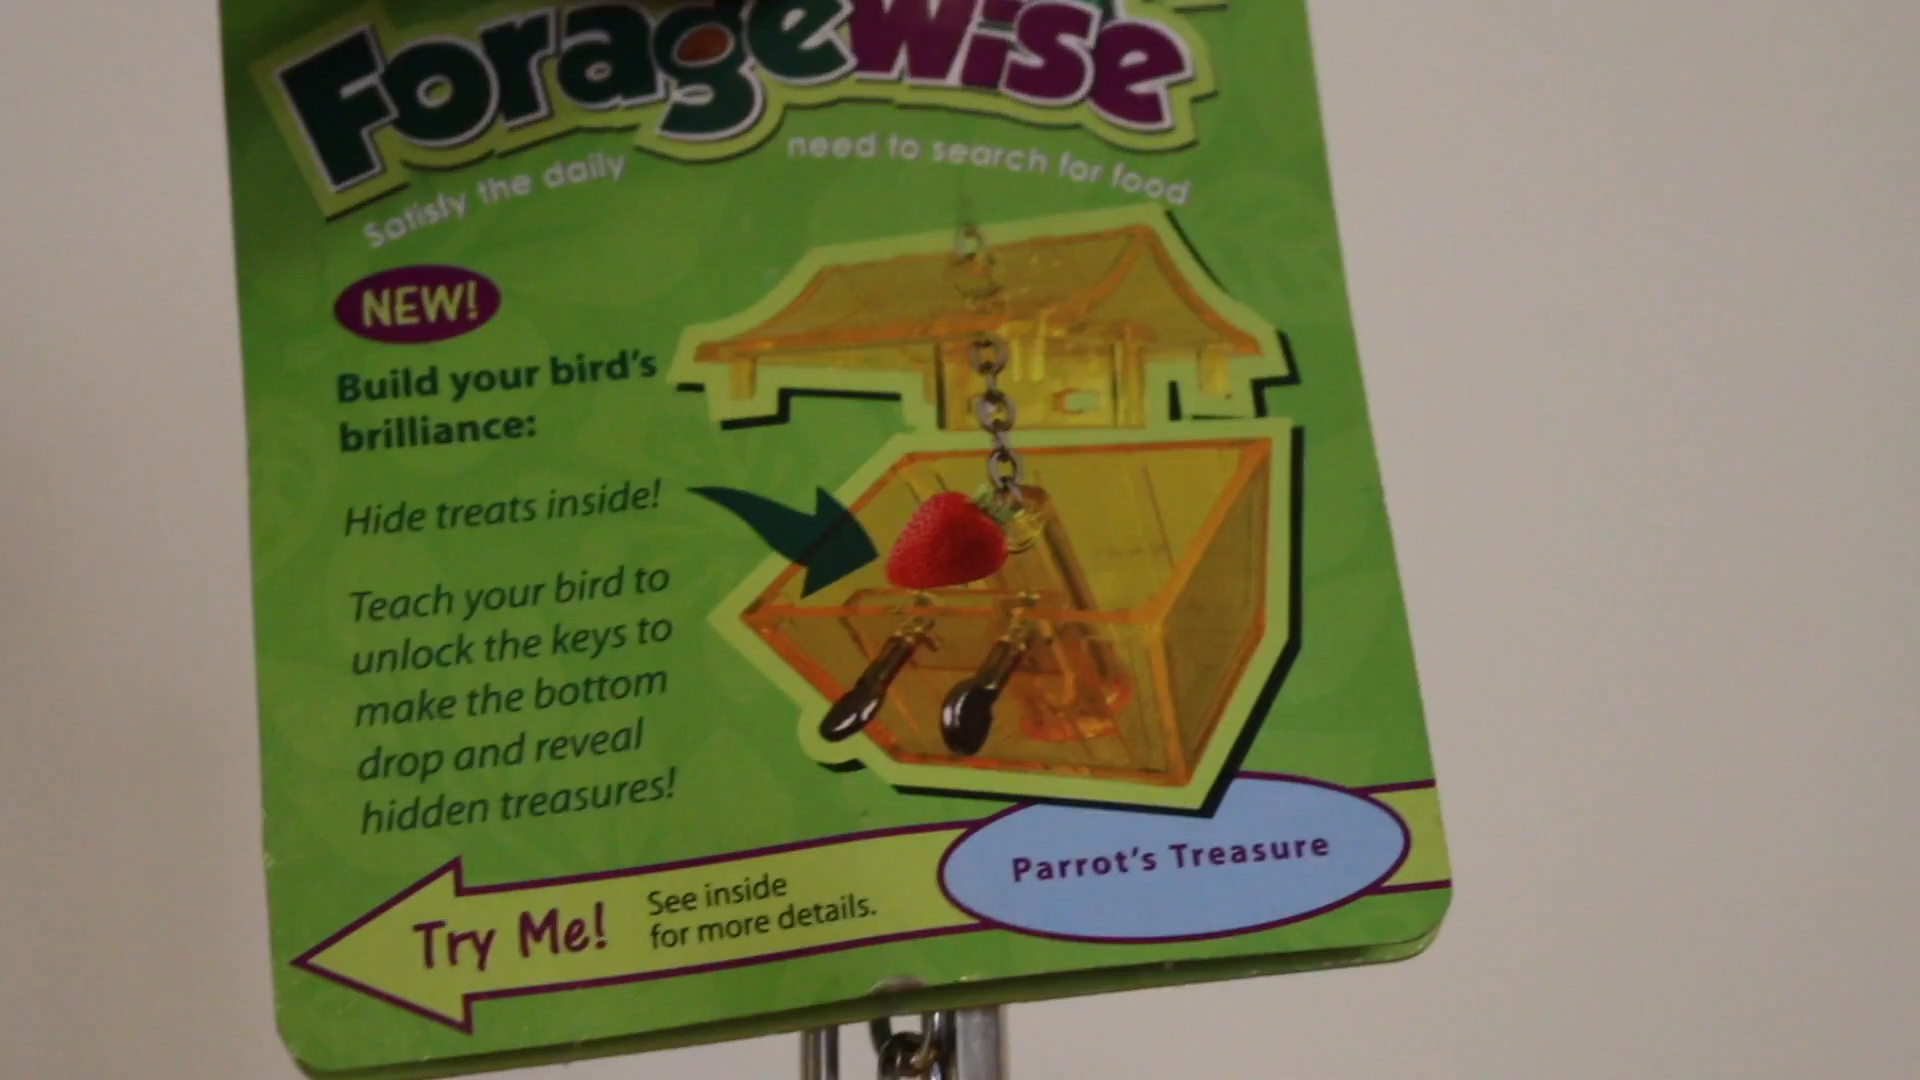 ForageWise
Satisfy the daily need to search for food
NEW!
Build your bird's
brilliance:
Hide treats inside!
Teach your bird to
unlock the keys to
make the bottom
drop and reveal
hidden treasures!
Parrot's Treasure
Try Me!
See inside
for more details.